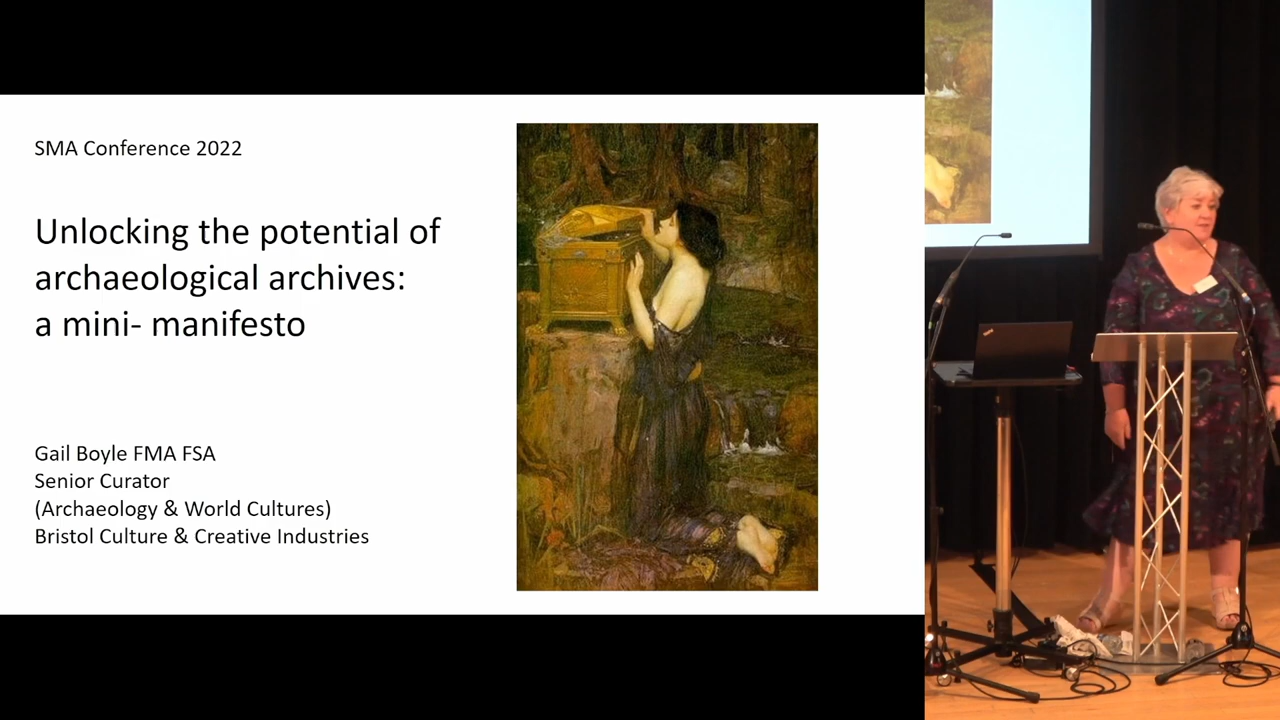 SMA Conference 2022
Unlocking the potential of
archaeological archives:
a mini- manifesto
Gail Boyle FMA FSA
Senior Curator
(Archaeology & World Cultures)
Bristol Culture & Creative Industries